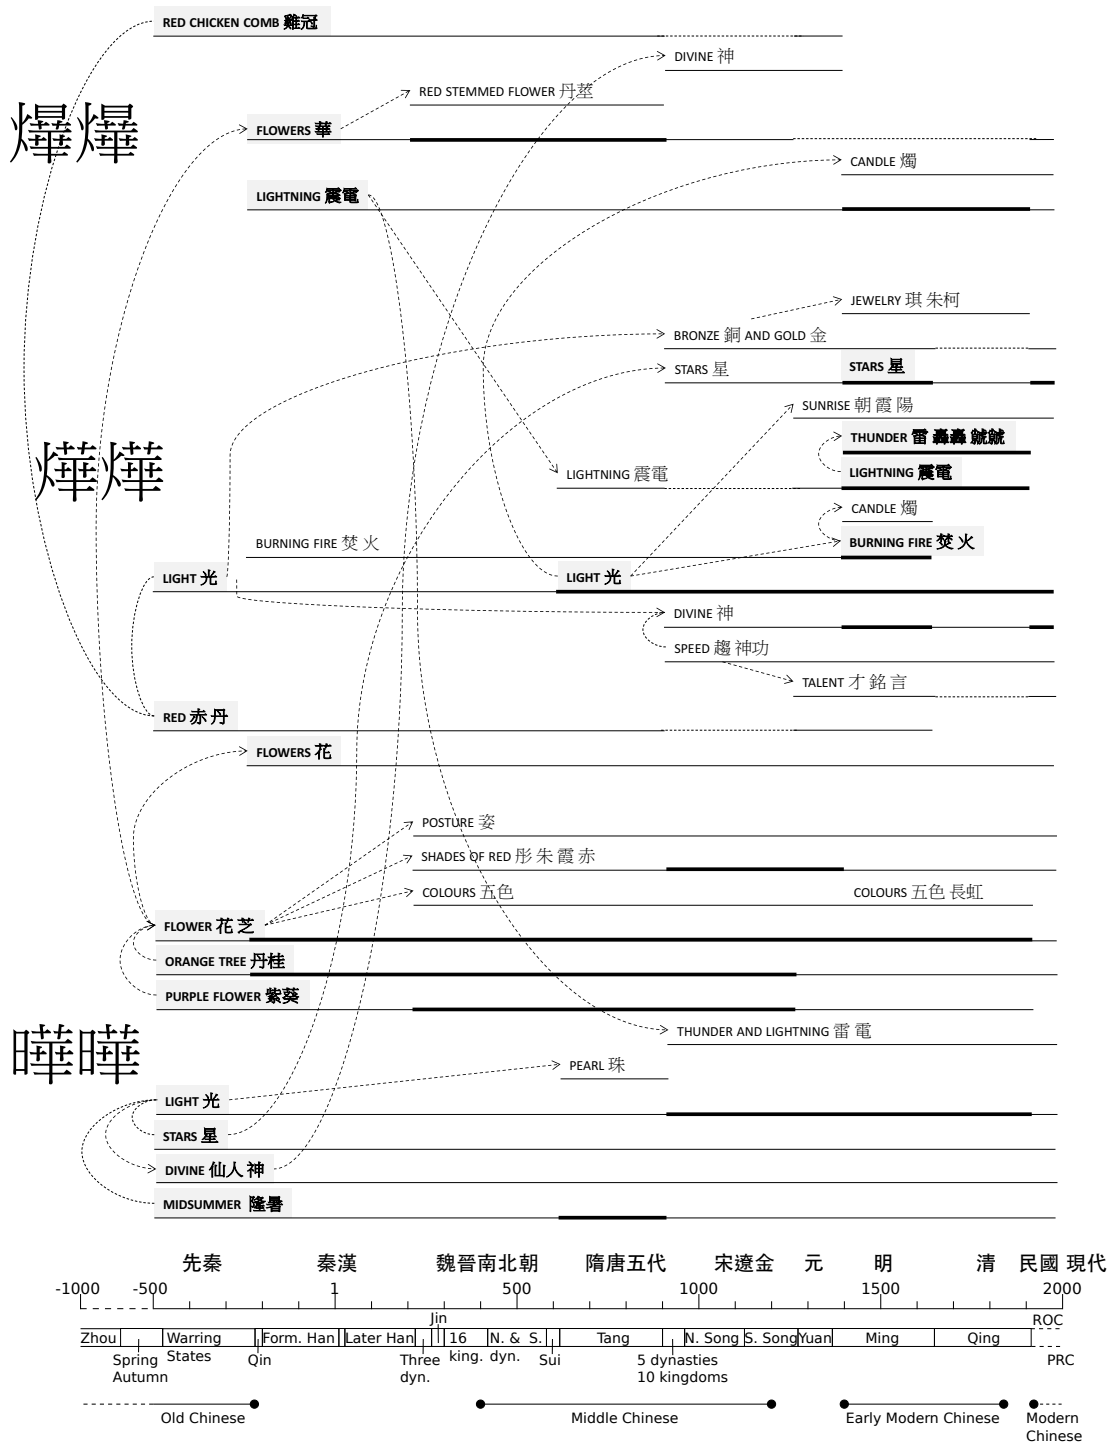 RED CHICKEN COMB 雞冠
DIVINE 神
RED STEMMED FLOWER 丹莖
爗爗
FLOWERS 華
CANDLE 燭
LIGHTNING 震電
JEWELRY 琪 朱柯
BRONZE 銅 AND GOLD 金
STARS 星
STARS 星
SUNRISE 朝 霞 陽
THUNDER 雷 轟轟 虩虩
燁燁
LIGHTNING 震電
LIGHTNING 震電
CANDLE 燭
BURNING FIRE 焚 火
BURNING FIRE 焚 火
LIGHT 光
LIGHT 光
DIVINE 神
SPEED 趨 神功
TALENT 才 銘 言
RED 赤 丹
FLOWERS 花
POSTURE 姿
SHADES OF RED 彤 朱 霞 赤
COLOURS 五色
COLOURS 五色 長虹
FLOWER 花 芝
ORANGE TREE 丹桂
PURPLE FLOWER 紫葵
THUNDER AND LIGHTNING 雷 電
曄曄
PEARL 珠
LIGHT 光
STARS 星
DIVINE 仙人 神
MIDSUMMER 隆暑
先秦 秦漢 魏晉南北朝 隋唐五代 宋遼金 元 明 清 民國 現代
-1000 -500 1 500 1000 1500 2000
Jin
ROC
Zhou Warring Form. Han Later Han 16 N. & S. Tang N. Song S. Song Yuan Ming Qing
States king. dyn.
Spring Qin Three Sui 5 dynasties PRC
Autumn dyn. 10 kingdoms
Old Chinese Middle Chinese Early Modern Chinese Modern
Chinese